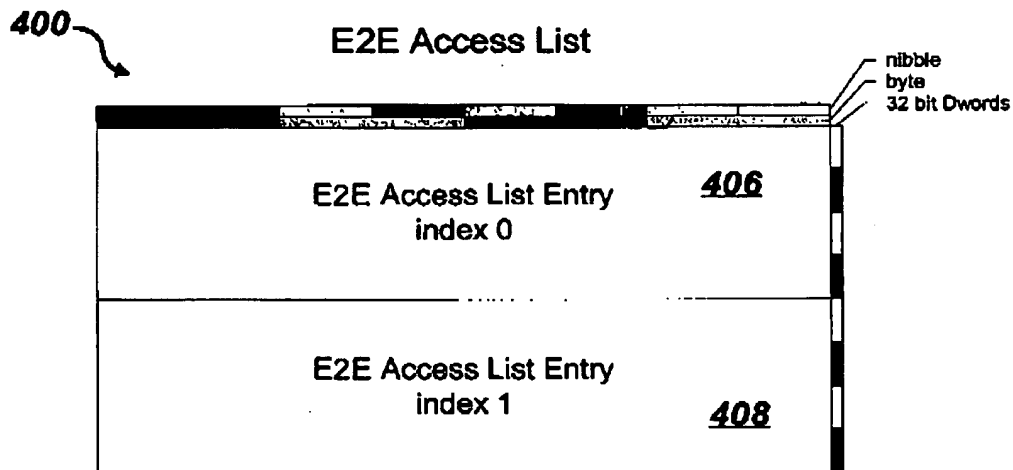 400
E2E Access List
nibble
byte
32 bit Dwords
E2E Access List Entry
index 0
406
E2E Access List Entry
index 1
408